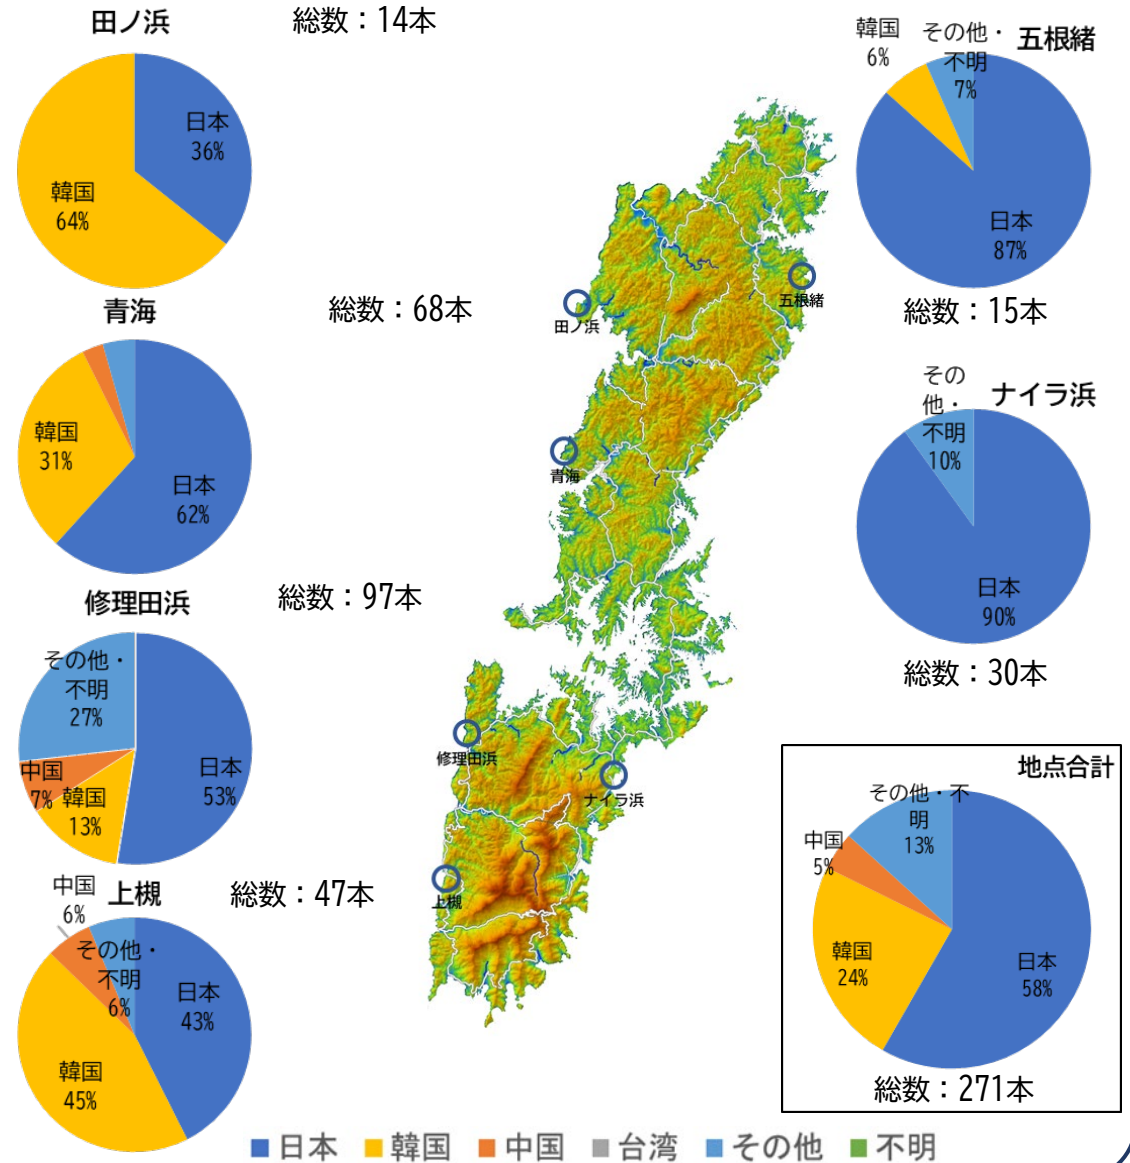 田ノ浜
総数：14本
日本
36%
韓国
64%
青海
総数：68本
韓国
31%
日本
62%
修理田浜
総数：97本
その他・
不明
27%
中国
7%
韓国
13%
日本
53%
上槻
総数：47本
中国
6%
その他・
不明
6%
日本
43%
韓国
45%
五根緒
田ノ浜
青海
修理田浜
ナイラ浜
上槻
五根緒
韓国
6%
その他・
不明
7%
日本
87%
総数：15本
ナイラ浜
その
他・
不明
10%
日本
90%
総数：30本
地点合計
その他・不
明
13%
中国
5%
韓国
24%
日本
58%
総数：271本
日本 韓国 中国 台湾 その他 不明